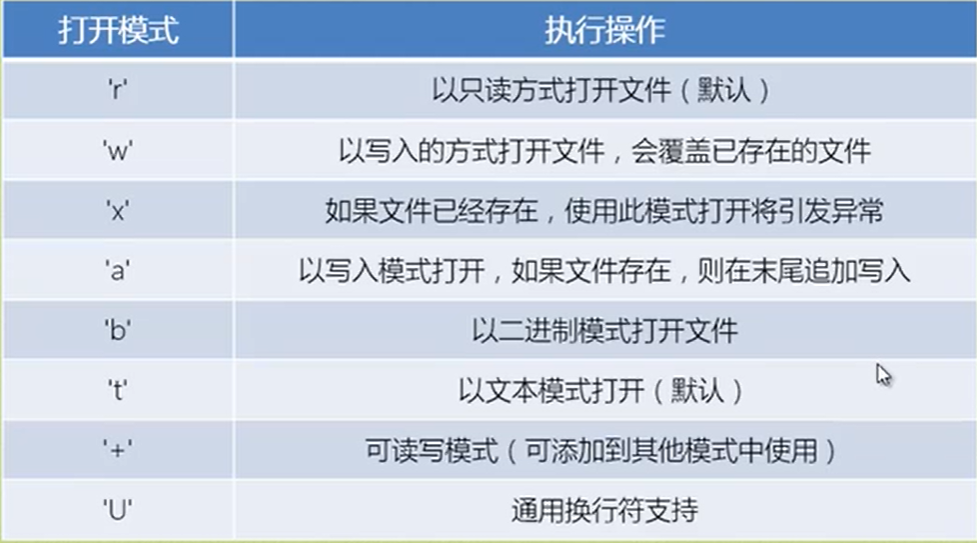 打开模式 执行操作
'r' 以只读方式打开文件（默认）
'w' 以写入的方式打开文件，会覆盖已存在的文件
'x' 如果文件已经存在，使用此模式打开将引发异常
'a' 以写入模式打开，如果文件存在，则在末尾追加写入
'b' 以二进制模式打开文件
't' 以文本模式打开（默认）
'+' 可读写模式（可添加到其他模式中使用）
'U' 通用换行符支持